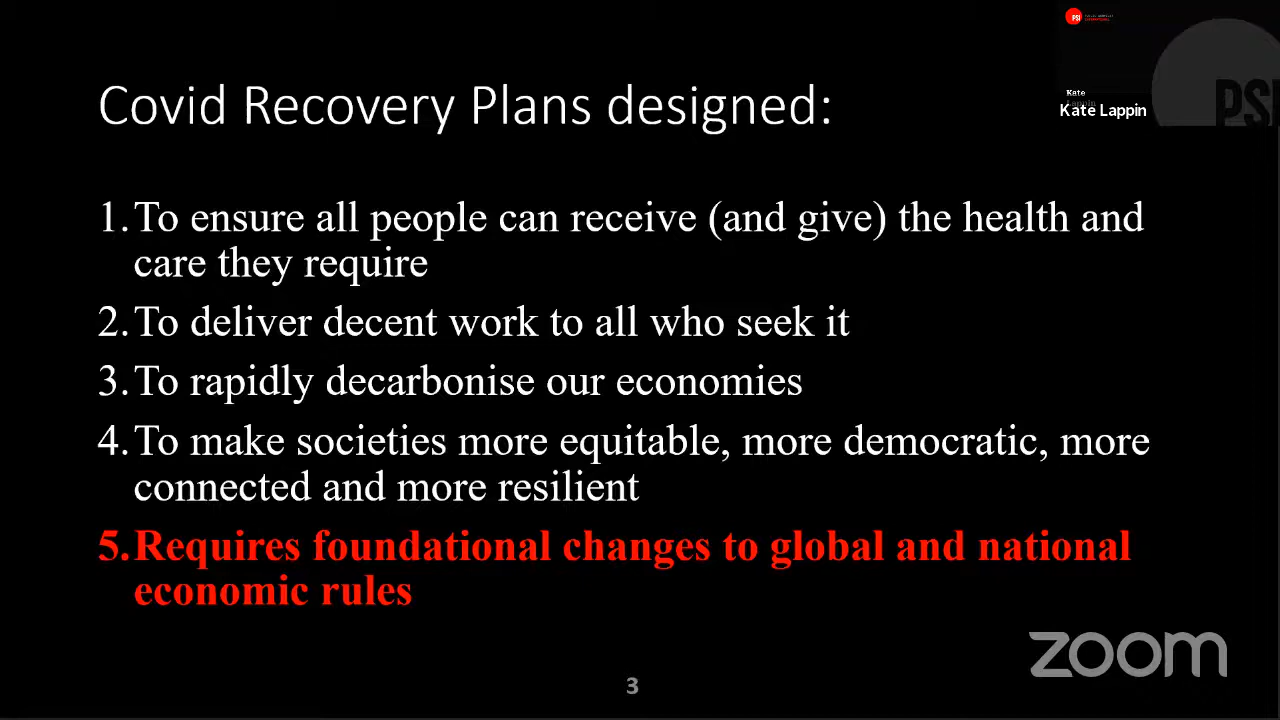 PSI
Kate
Kate Lappin
PS
Covid Recovery Plans designed:
1. To ensure all people can receive (and give) the health and
care they require
2. To deliver decent work to all who seek it
3. To rapidly decarbonise our economies
4. To make societies more equitable, more democratic, more
connected and more resilient
5. Requires foundational changes to global and national
economic rules
zoom
3